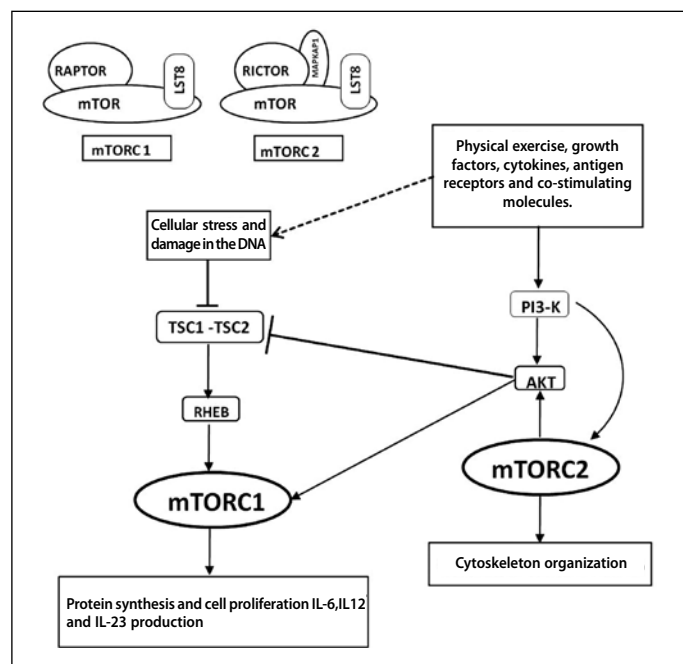 RAPTOR
LST8
mTOR
mTORC1
RICTOR
MAPKAP1
LST8
mTOR
mTORC2
Physical exercise, growth
factors, cytokines, antigen
receptors and co-stimulating
molecules.
Cellular stress and
damage in the DNA
PI3-K
TSC1 -TSC2
AKT
RHEB
mTORC2
mTORC1
Cytoskeleton organization
Protein synthesis and cell proliferation IL-6,IL12
and IL-23 production